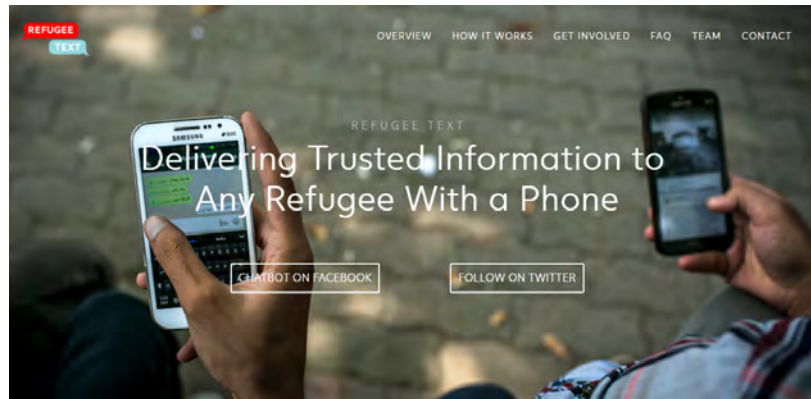 REFUGEE
TEXT
OVERVIEW HOW IT WORKS GET INVOLVED FAQ TEAM CONTACT
REFUGEE TEXT
SAMSUNG
Delivering Trusted Information to
Any Refugee With a Phone
CHATBOT ON FACEBOOK FOLLOW ON TWITTER